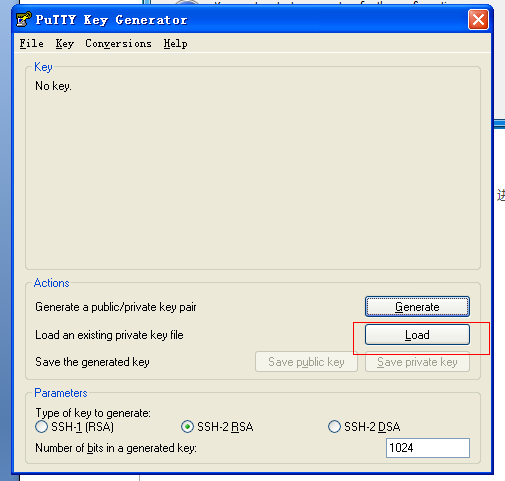 PuTTY Key Generator
File Key Conversions Help
Key
No key.
进
Actions
Generate a public/private key pair
Generate
Load an existing private key file
Load
Save the generated key
Save public key
Save private key
Parameters
Type of key to generate:
SSH-1 (RSA)
SSH-2 RSA
SSH-2 DSA
Number of bits in a generated key:
1024